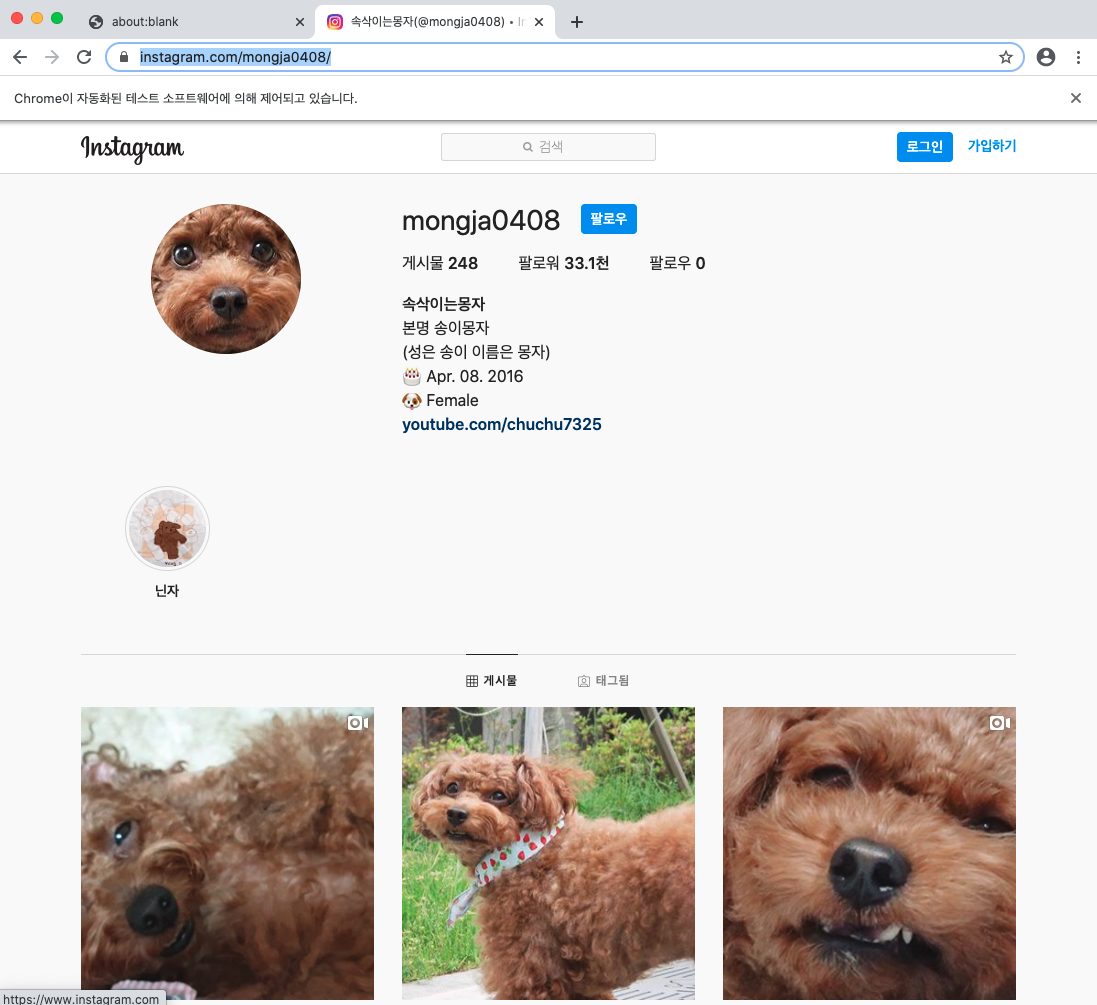 about:blank
속삭이는몽자(@mongja0408) • In
instagram.com/mongja0408/
Chrome이 자동화된 테스트 소프트웨어에 의해 제어되고 있습니다.
Instagram
검색
로그인
가입하기
mongja0408
팔로우
게시물 248 팔로워 33.1천 팔로우 0
속삭이는몽자
본명 송이몽자
(성은 송이 이름은 몽자)
🎂 Apr. 08. 2016
🐶 Female
youtube.com/chuchu7325
닌자
게시물
태그됨
https://www.instagram.com